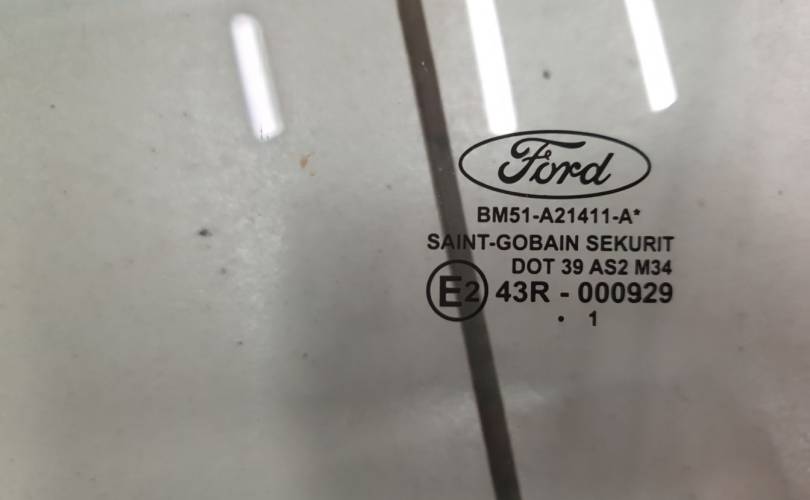 Ford
BM51-A21411-A*
SAINT-GOBAIN SEKURIT
DOT 39 AS2 M34
E2 43R - 000929
. 1